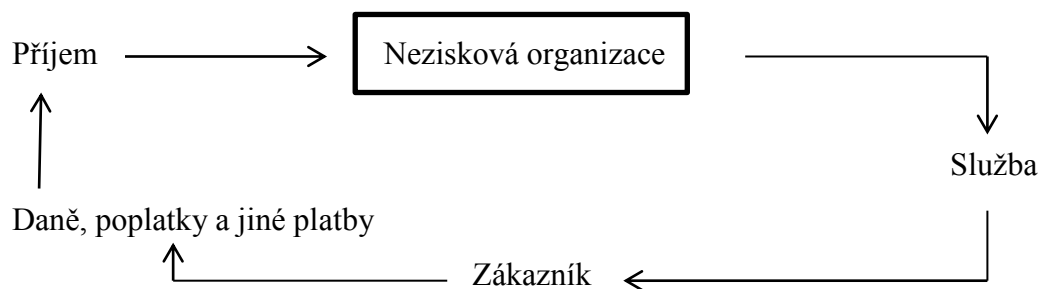 Příjem
Nezisková organizace
Služba
Daně, poplatky a jiné platby
Zákazník